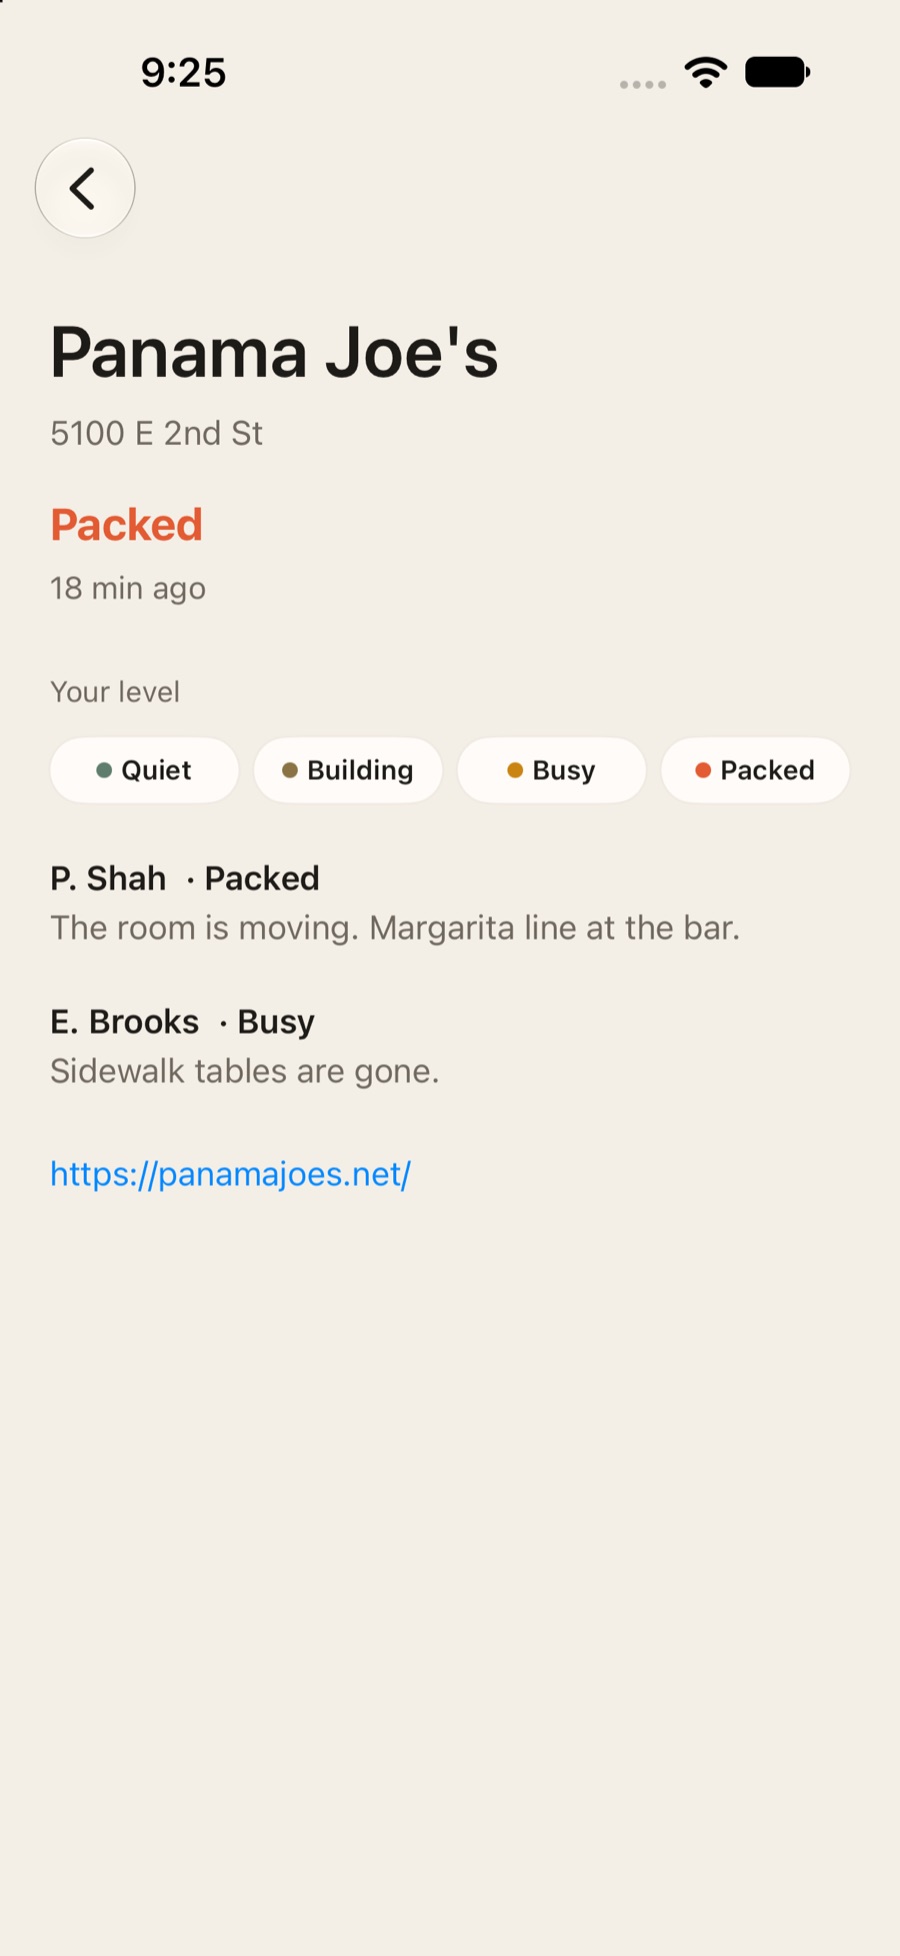 9:25
Panama Joe's
5100 E 2nd St
Packed
18 min ago
Your level
Quiet Building Busy Packed
P. Shah · Packed
The room is moving. Margarita line at the bar.
E. Brooks · Busy
Sidewalk tables are gone.
https://panamajoes.net/